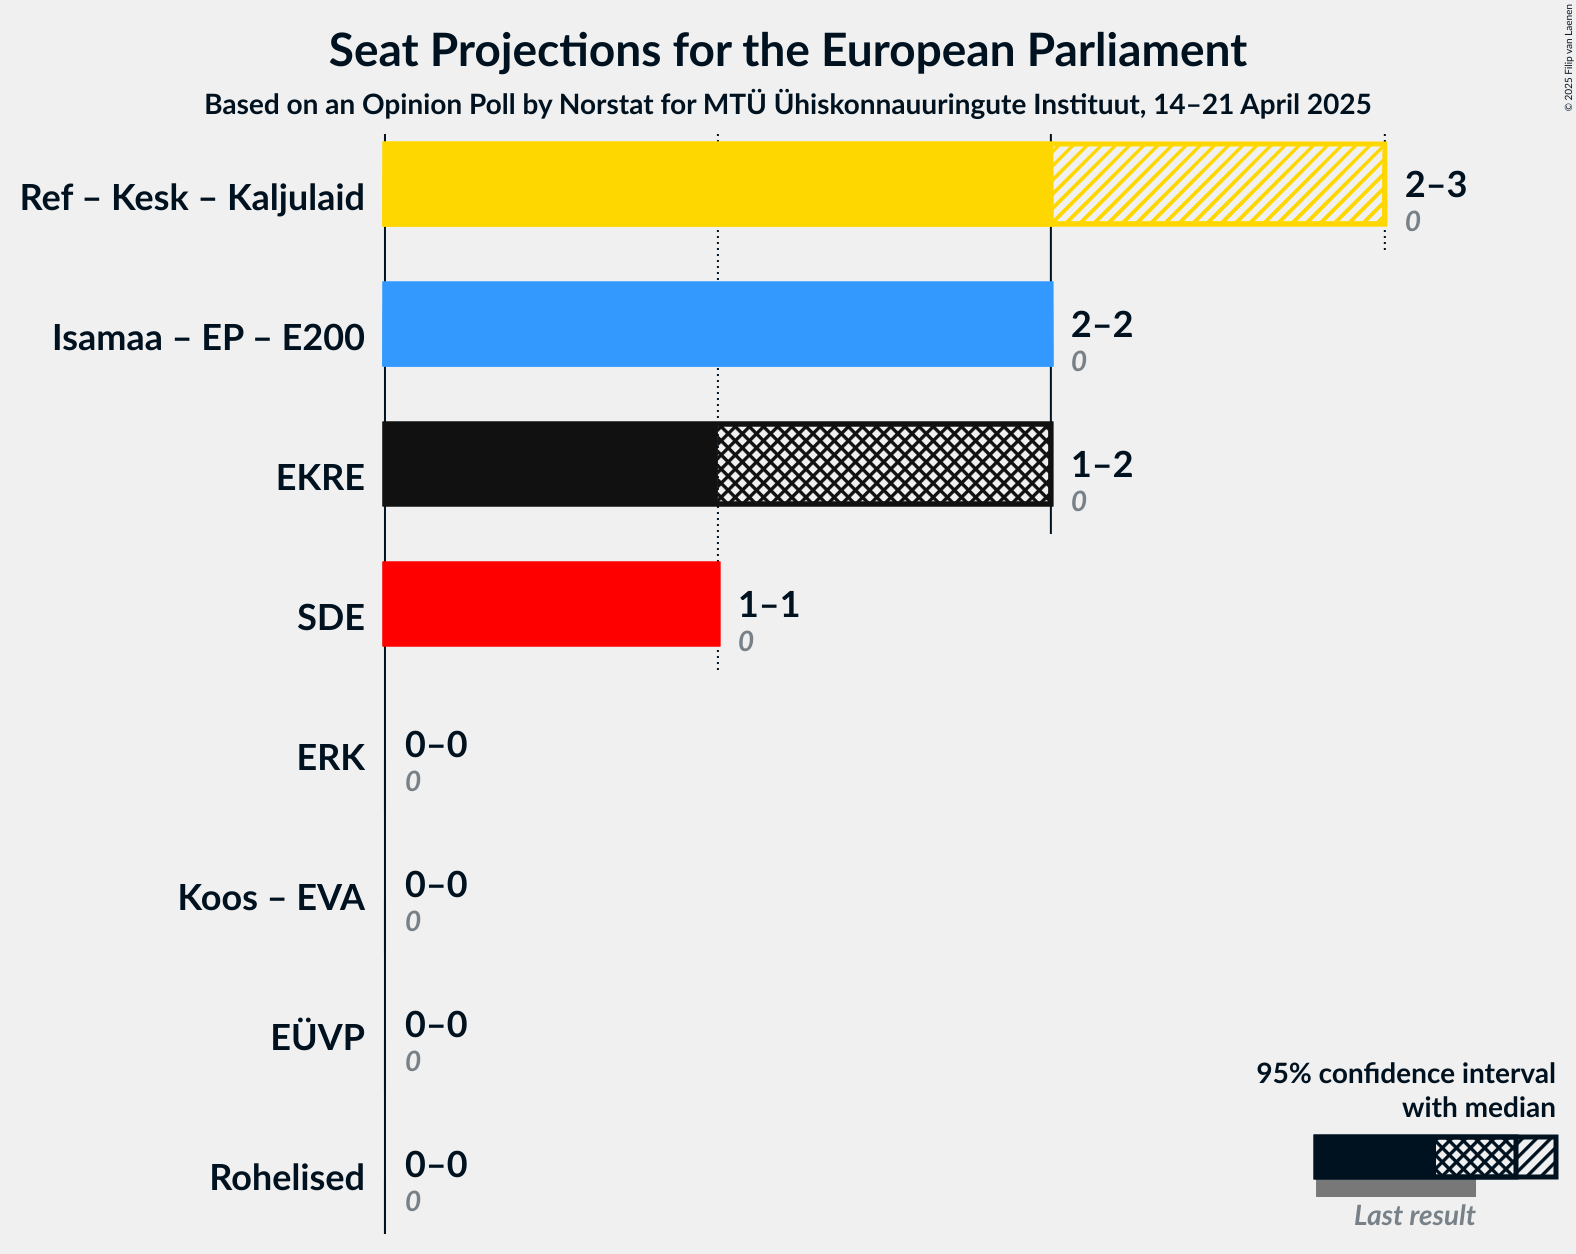 Seat Projections for the European Parliament
Based on an Opinion Poll by Norstat for MTÜ Ühiskonnauuringute Instituut, 14–21 April 2025
© 2025 Filip van Laenen
Ref – Kesk – Kaljulaid
2–3
0
Isamaa – EP – E200
2–2
0
EKRE
1–2
0
SDE
1–1
0
ERK
0–0
0
Koos – EVA
0–0
0
EÜVP
0–0
0
Rohelised
0–0
0
95% confidence interval
with median
Last result